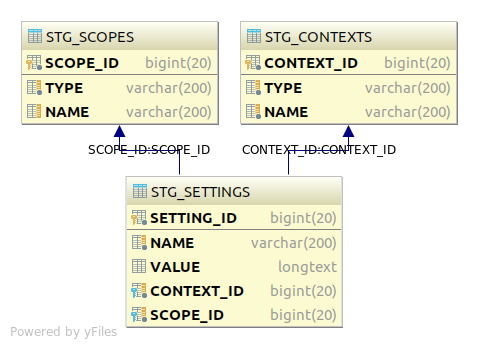 STG_SCOPES
SCOPE_ID bigint(20)
TYPE varchar(200)
NAME varchar(200)
STG_CONTEXTS
CONTEXT_ID bigint(20)
TYPE varchar(200)
NAME varchar(200)
SCOPE_ID:SCOPE_ID
CONTEXT_ID:CONTEXT_ID
STG_SETTINGS
SETTING_ID bigint(20)
NAME varchar(200)
VALUE longtext
CONTEXT_ID bigint(20)
SCOPE_ID bigint(20)
Powered by yFiles